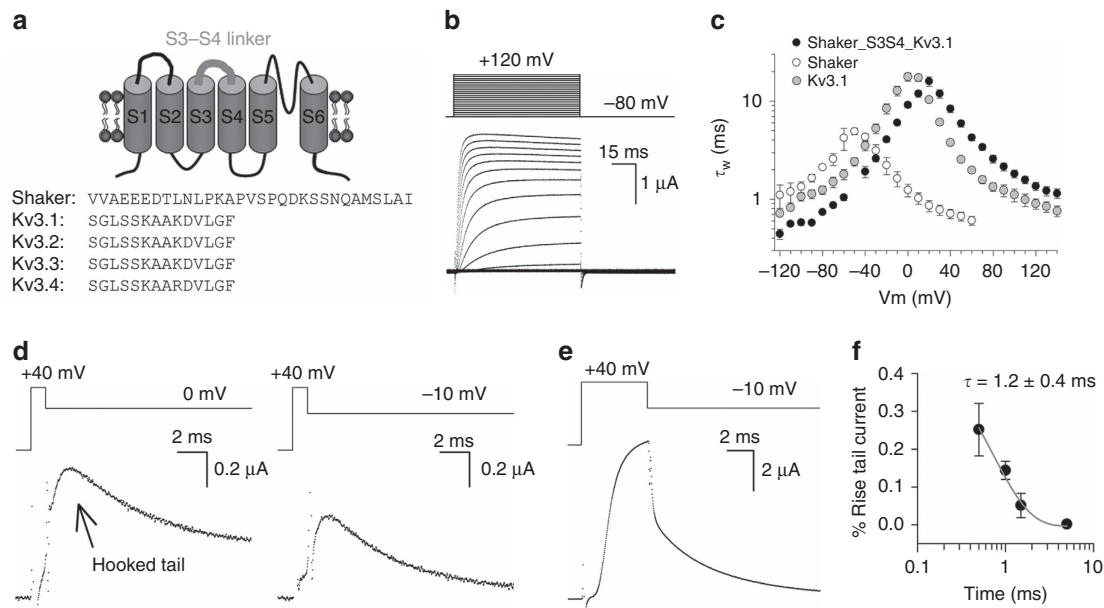 a
S3–S4 linker
S1 S2 S3 S4 S5 S6
Shaker: VVAEEEDTLNLPKAPVSPQDKSSNQAMSLAI
Kv3.1: SGLSSKAAKDVLGF
Kv3.2: SGLSSKAAKDVLGF
Kv3.3: SGLSSKAAKDVLGF
Kv3.4: SGLSSKAARDVLGF
b
+120 mV
–80 mV
15 ms
1 μA
c
Shaker_S3S4_Kv3.1
Shaker
Kv3.1
10
1
τw (ms)
–120 –80 –40 0 40 80 120
Vm (mV)
d
+40 mV
0 mV
2 ms
0.2 μA
Hooked tail
+40 mV
–10 mV
2 ms
0.2 μA
e
+40 mV
–10 mV
2 ms
2 μA
f
τ = 1.2 ± 0.4 ms
0.4
0.3
0.2
0.1
0.0
% Rise tail current
0.1 1 10
Time (ms)